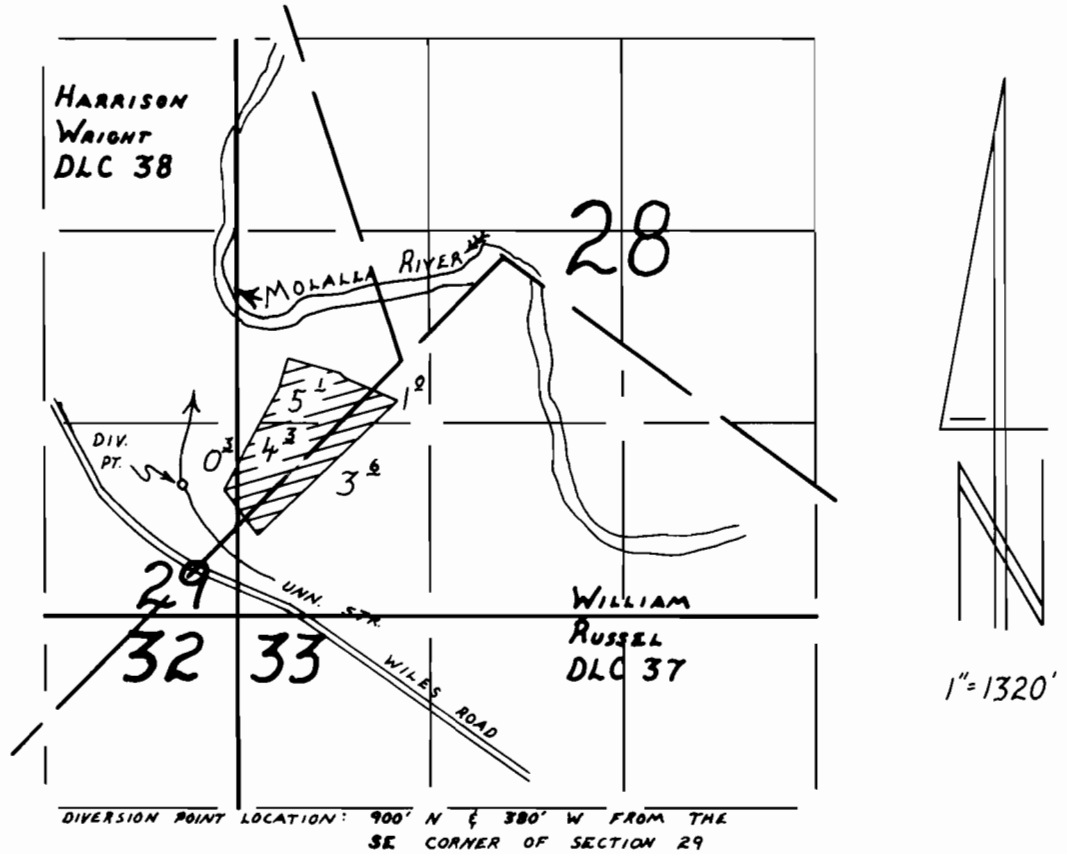 HARRISON
WRIGHT
DLC 38
28
MOLALLA RIVER
5 1
1 0
DIV.
PT.
0 3
4 3
3 6
29
UNN. STR.
32
33
WILLIAM
RUSSEL
DLC 37
WILES ROAD
N
1"=1320'
DIVERSION POINT LOCATION: 900' N & 380' W FROM THE
SE CORNER OF SECTION 29